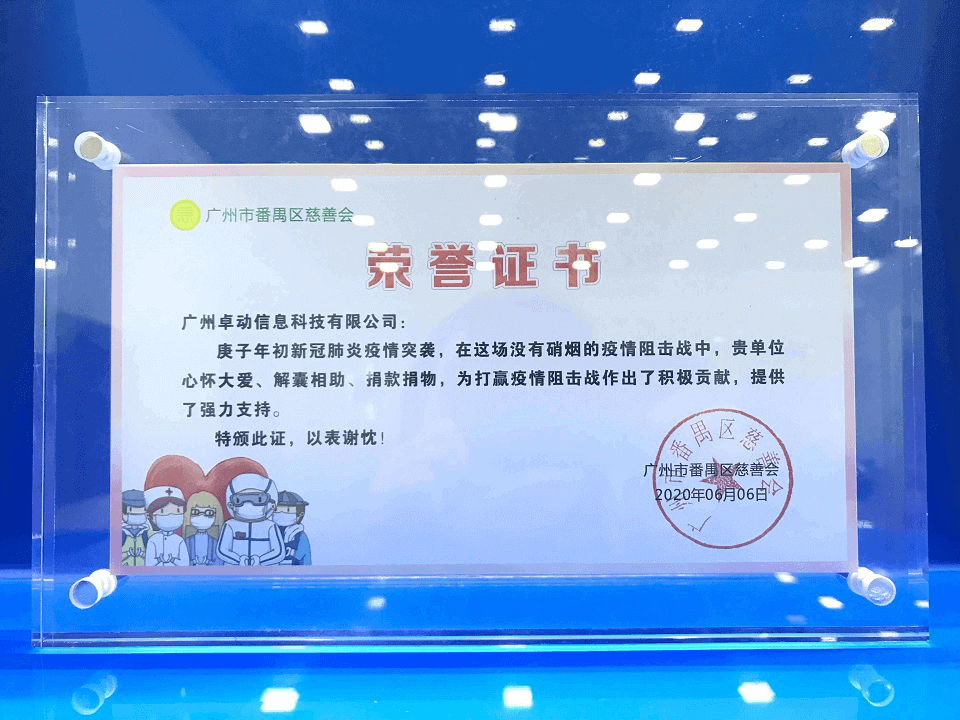 广州市番禺区慈善会
荣誉证书
广州卓动信息科技有限公司：
庚子年初新冠肺炎疫情突袭，在这场没有硝烟的疫情阻击战中，贵单位
心怀大爱、解囊相助、捐款捐物，为打赢疫情阻击战作出了积极贡献，提供
了强力支持。
特颁此证，以表谢忱！
广州市番禺区慈善会
广州市番禺区慈善会
2020年06月06日